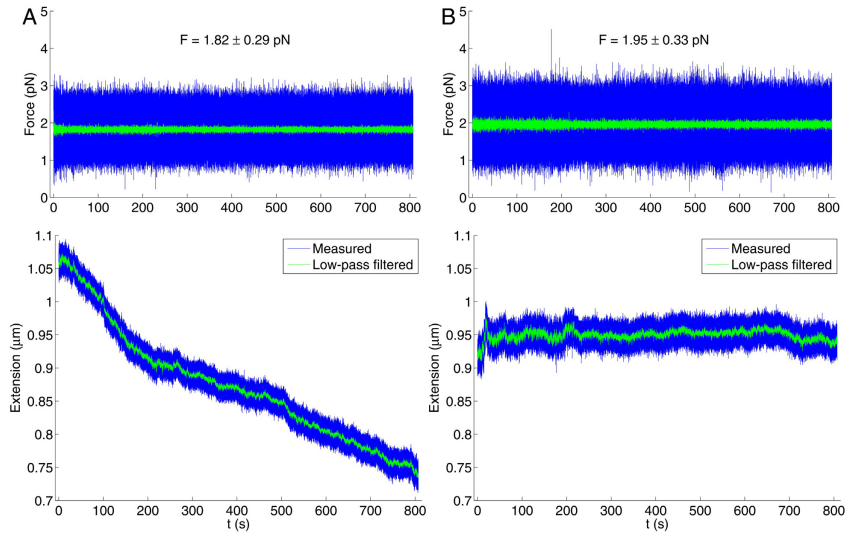 A
5
4
3
2
1
0
Force (pN)
F = 1.82 ± 0.29 pN
0 100 200 300 400 500 600 700 800
B
5
4
3
2
1
0
Force (pN)
F = 1.95 ± 0.33 pN
0 100 200 300 400 500 600 700 800
1.1
1.05
1
0.95
0.9
0.85
0.8
0.75
0.7
Extension (µm)
Measured
Low-pass filtered
0 100 200 300 400 500 600 700 800
t (s)
1.1
1.05
1
0.95
0.9
0.85
0.8
0.75
0.7
Extension (µm)
Measured
Low-pass filtered
0 100 200 300 400 500 600 700 800
t (s)